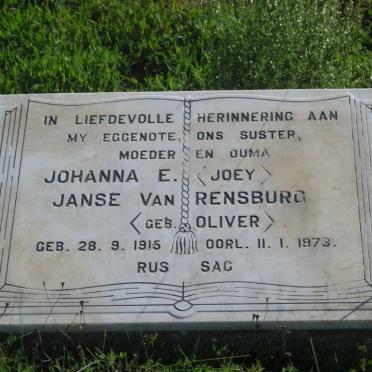 IN LIEFDEVOLLE HERINNERING AAN
MY EGGENOTE, ONS SUSTER,
MOEDER EN OUMA
JOHANNA E. <JOEY>
JANSE VAN RENSBURG
<GEB. OLIVER>
GEB. 28. 9. 1915 OORL. 11. 1. 1973.
RUS SAG